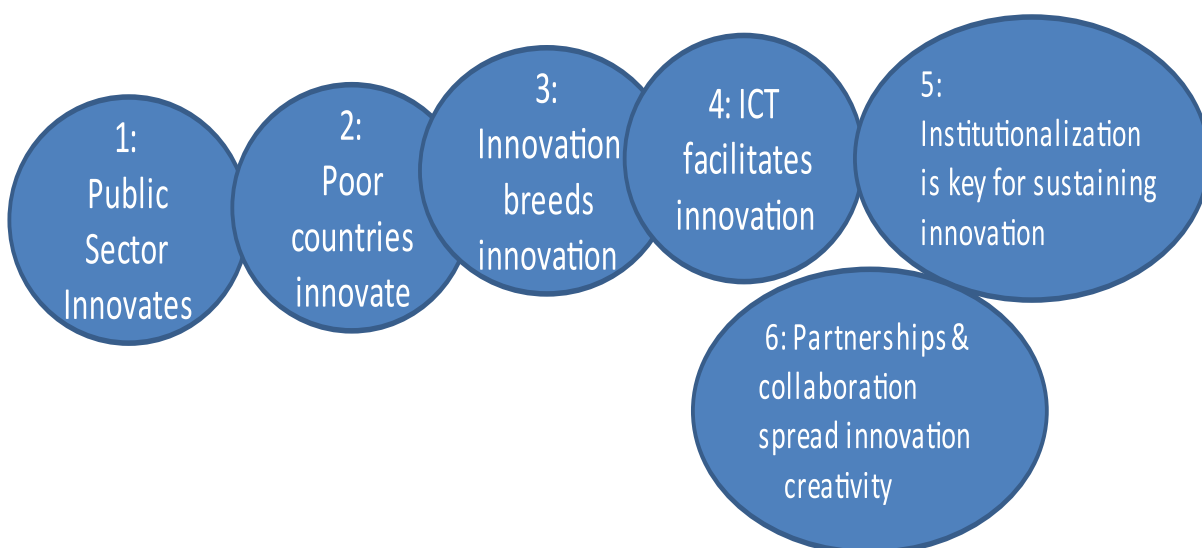 1:
Public
Sector
Innovates
2:
Poor
countries
innovate
3:
Innovation
breeds
innovation
4: ICT
facilitates
innovation
5:
Institutionalization
is key for sustaining
innovation
6: Partnerships &
collaboration
spread innovation
creativity